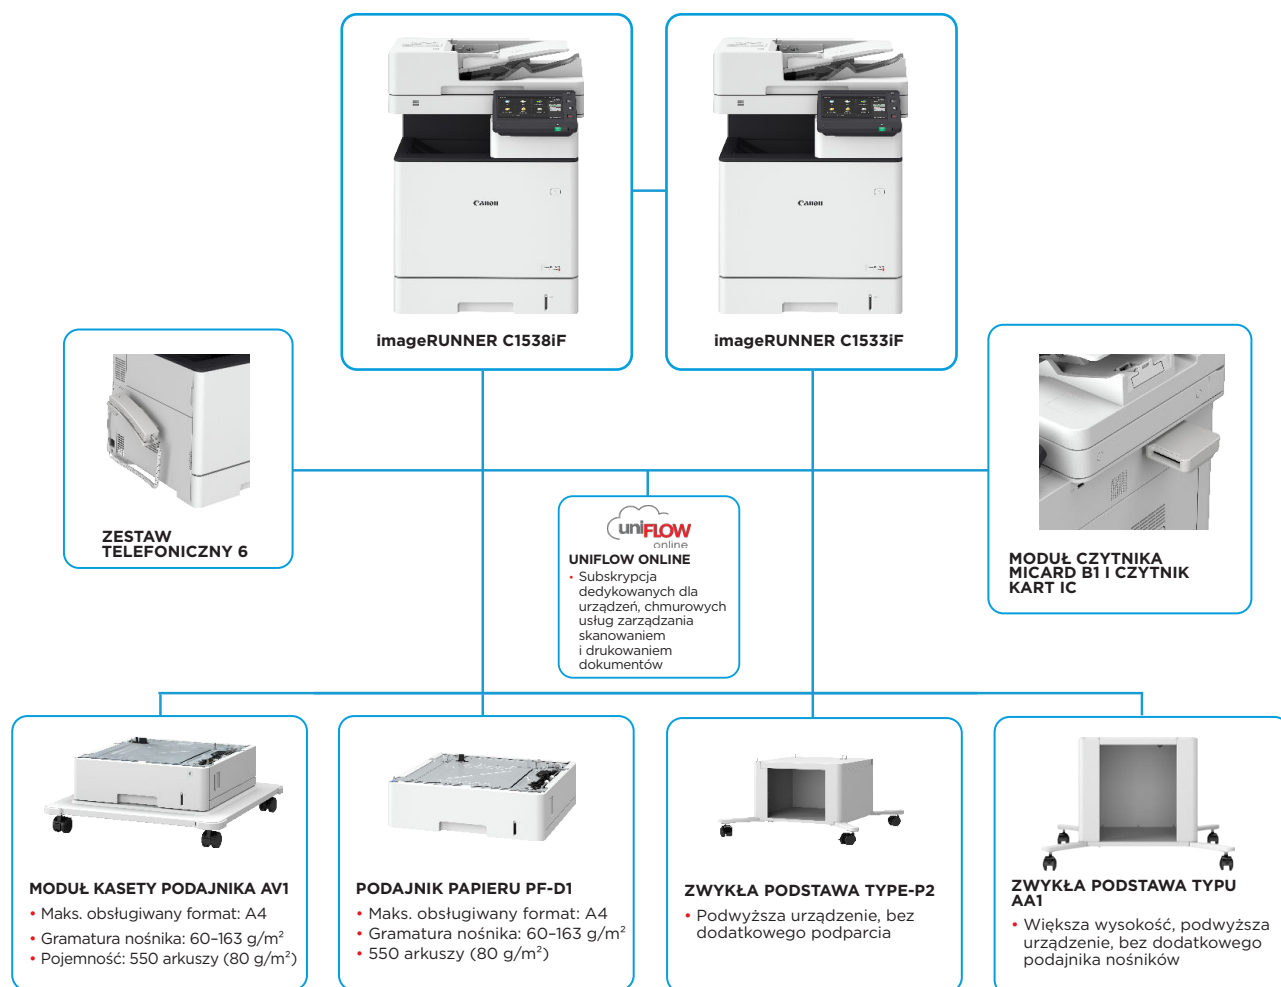 Canon
Canon
imageRUNNER C1538iF
imageRUNNER C1533iF
ZESTAW
TELEFONICZNY 6
uniFLOW
online
UNIFLOW ONLINE
• Subskrypcja
dedykowanych dla
urządzeń, chmurowych
usług zarządzania
skanowaniem
i drukowaniem
dokumentów
MODUŁ CZYTNIKA
MICARD B1 I CZYTNIK
KART IC
MODUŁ KASETY PODAJNIKA AV1
• Maks. obsługiwany format: A4
• Gramatura nośnika: 60–163 g/m²
• Pojemność: 550 arkuszy (80 g/m²)
PODAJNIK PAPIERU PF-D1
• Maks. obsługiwany format: A4
• Gramatura nośnika: 60–163 g/m²
• 550 arkuszy (80 g/m²)
ZWYKŁA PODSTAWA TYPE-P2
• Podwyższa urządzenie, bez
dodatkowego podparcia
ZWYKŁA PODSTAWA TYPU
AA1
• Większa wysokość, podwyższa
urządzenie, bez dodatkowego
podajnika nośników